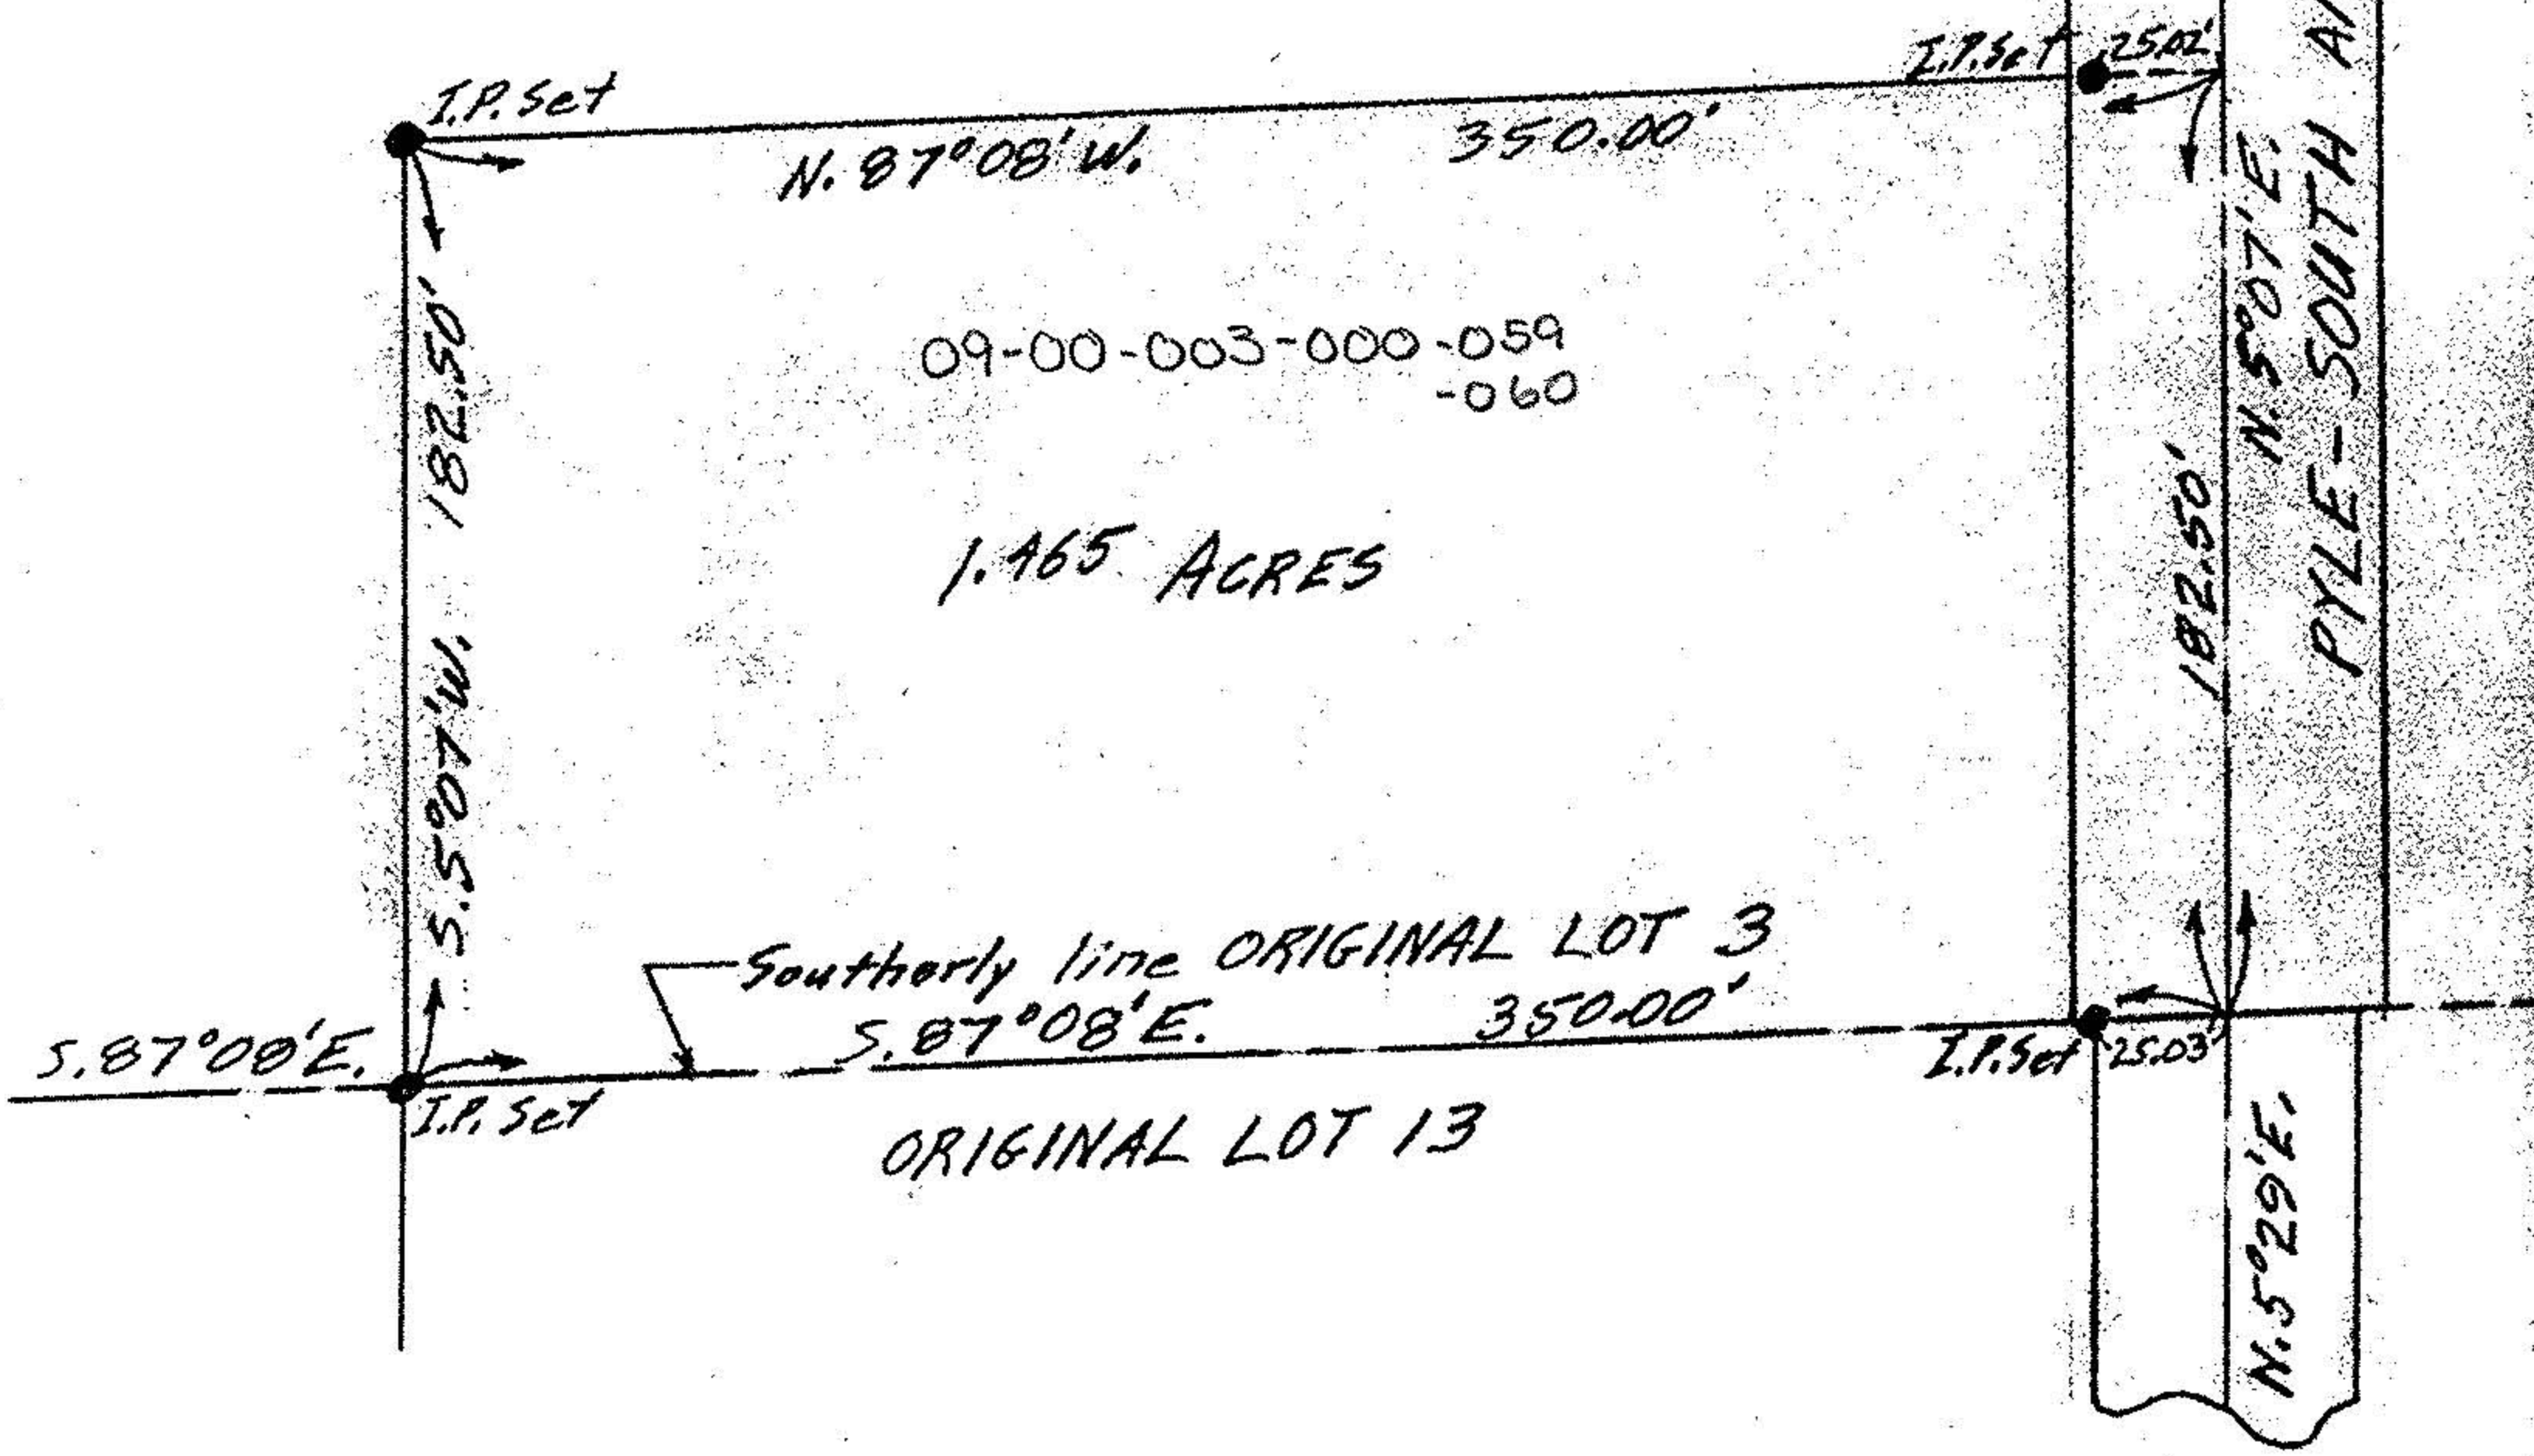 I.P. Set
I.P. Set
25.02'
N. 87°08' W.
350.00'
182.50'
S. 5°07' W.
09-00-003-000-059
-060
1.465 ACRES
N. 5°07' E.
PYLE-SOUTH
182.50'
Southerly line ORIGINAL LOT 3
S. 87°08' E.
350.00'
S. 87°08' E.
I.P. Set
I.P. Set
25.03'
ORIGINAL LOT 13
N. 5°29' E.